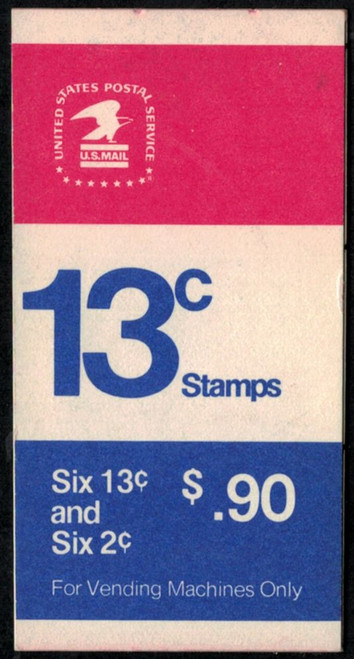 UNITED STATES POSTAL SERVICE
U.S.MAIL
13c
Stamps
Six 13¢ $.90
and
Six 2¢
For Vending Machines Only